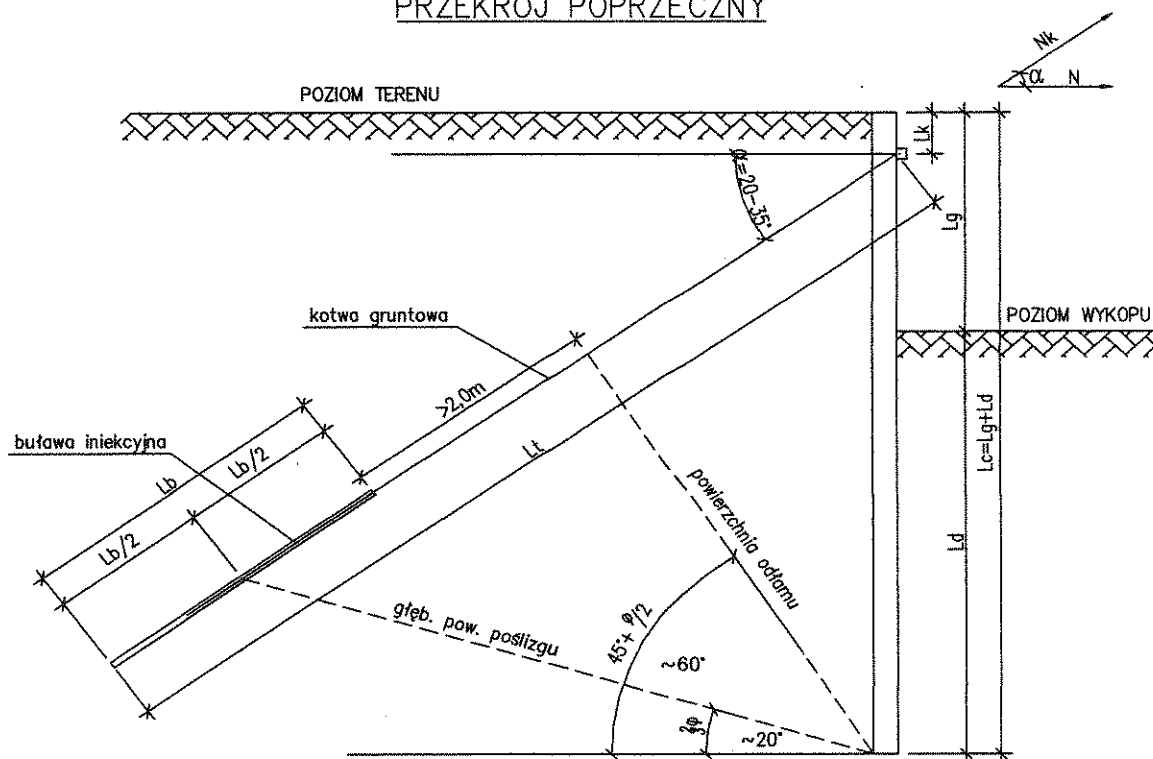 PRZEKRÓJ POPRZECZNY
Nk
α N
POZIOM TERENU
Lk
α=20-35°
Lg
kotwa gruntowa
POZIOM WYKOPU
>2,0m
buława iniekcyjna
Lb
Lb/2
Lb/2
Lt
powierzchnia odłamu
Lc=Lg+Ld
Ld
głęb. pow. poślizgu
45°+ φ/2
~60°
2/3φ
~20°